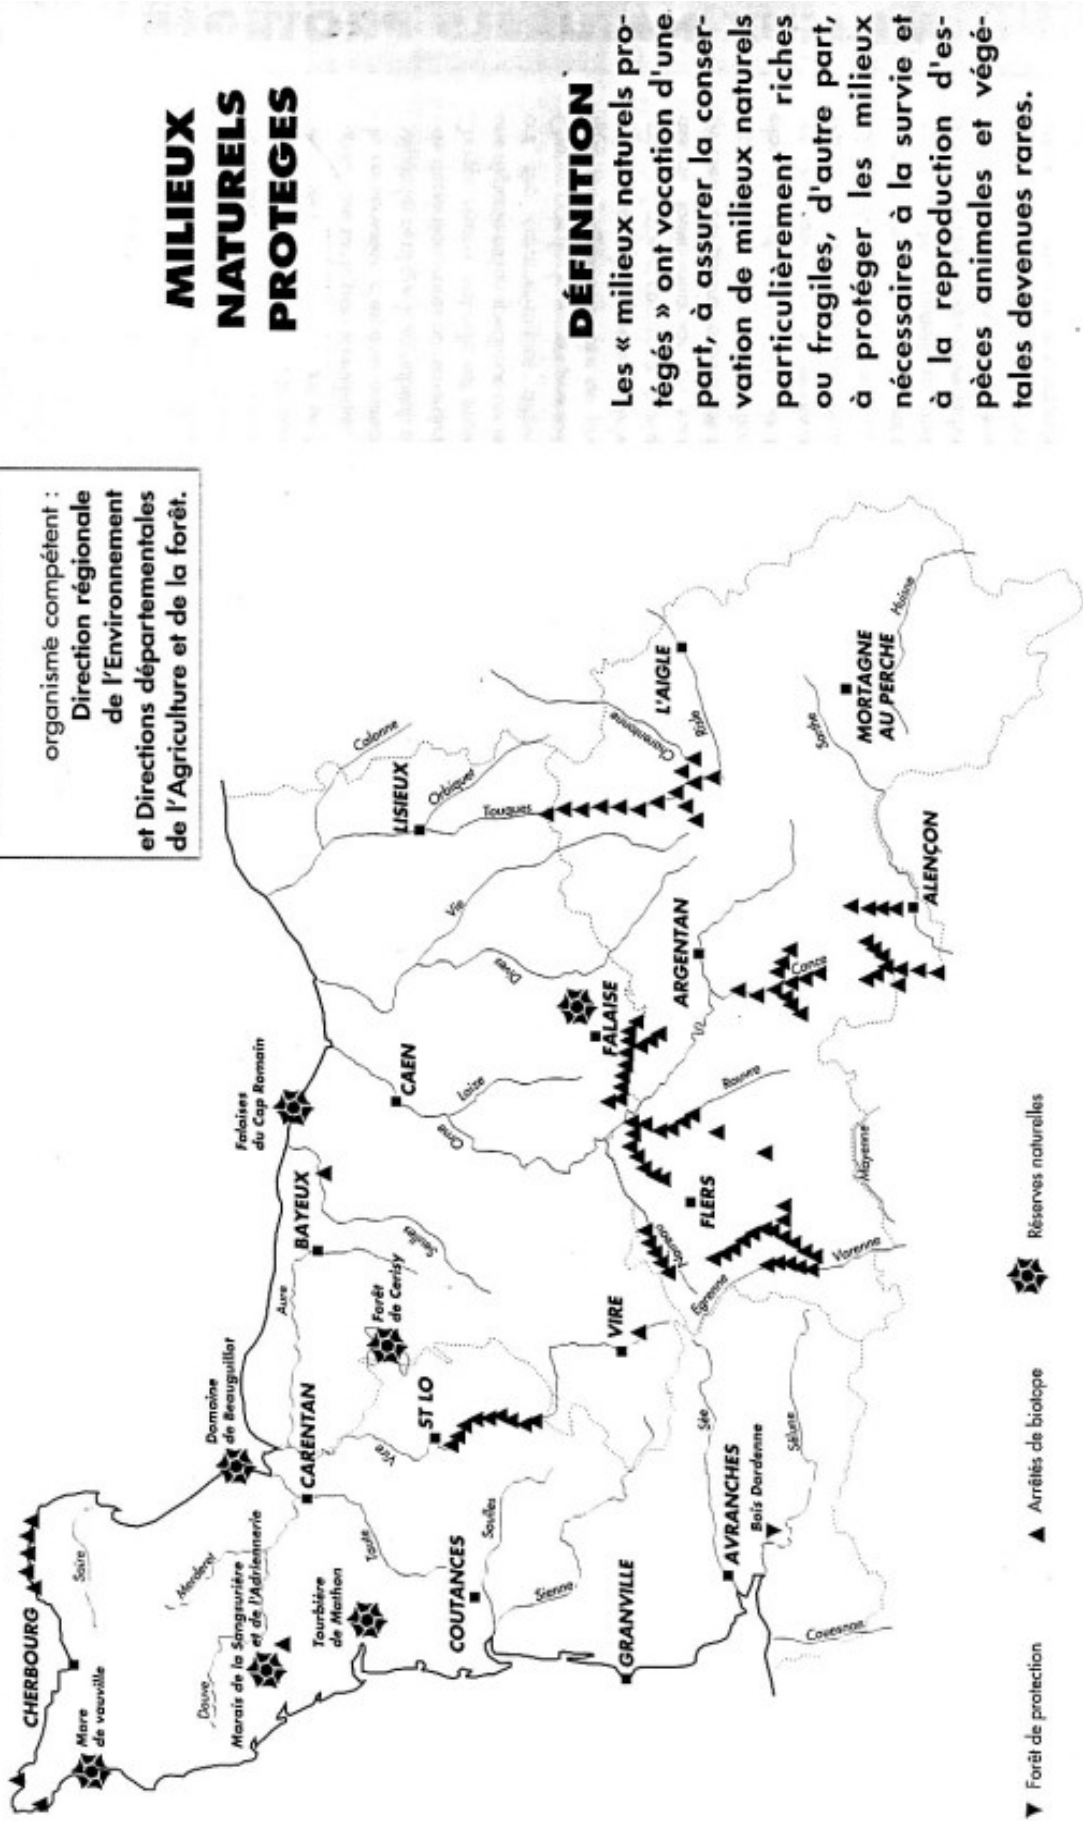 MILIEUX
NATURELS
PROTEGES
DÉFINITION
Les « milieux naturels pro-
tégés » ont vocation d'une
part, à assurer la conser-
vation de milieux naturels
particulièrement riches
ou fragiles, d'autre part,
à protéger les milieux
nécessaires à la survie et
à la reproduction d'es-
pèces animales et végé-
tales devenues rares.
organisme compétent :
Direction régionale
de l'Environnement
et Directions départementales
de l'Agriculture et de la forêt.
CHERBOURG
Mare
de vauville
Saire
Merderet
Douve
Marais de la Sangsurière
et de l'Adriennerie
Domaine
de Beauguillot
CARENTAN
Tourbière
de Mathon
Taute
COUTANCES
Soulles
Sienne
GRANVILLE
AVRANCHES
Bois Dardenne
Sée
Sélune
Couesnon
ST LO
Vire
Forêt
de Cerisy
Aure
BAYEUX
Seulles
Falaises
du Cap Romain
CAEN
Orne
Laize
VIRE
Egrenne
Noireau
FLERS
Varenne
Mayenne
Rouvre
FALAISE
ARGENTAN
Cance
Dives
Vie
LISIEUX
Calonne
Orbiquet
Touques
Charentonne
Risle
L'AIGLE
Sarthe
MORTAGNE
AU PERCHE
Huisne
ALENÇON
Forêt de protection
Arrêtés de biotope
Réserves naturelles